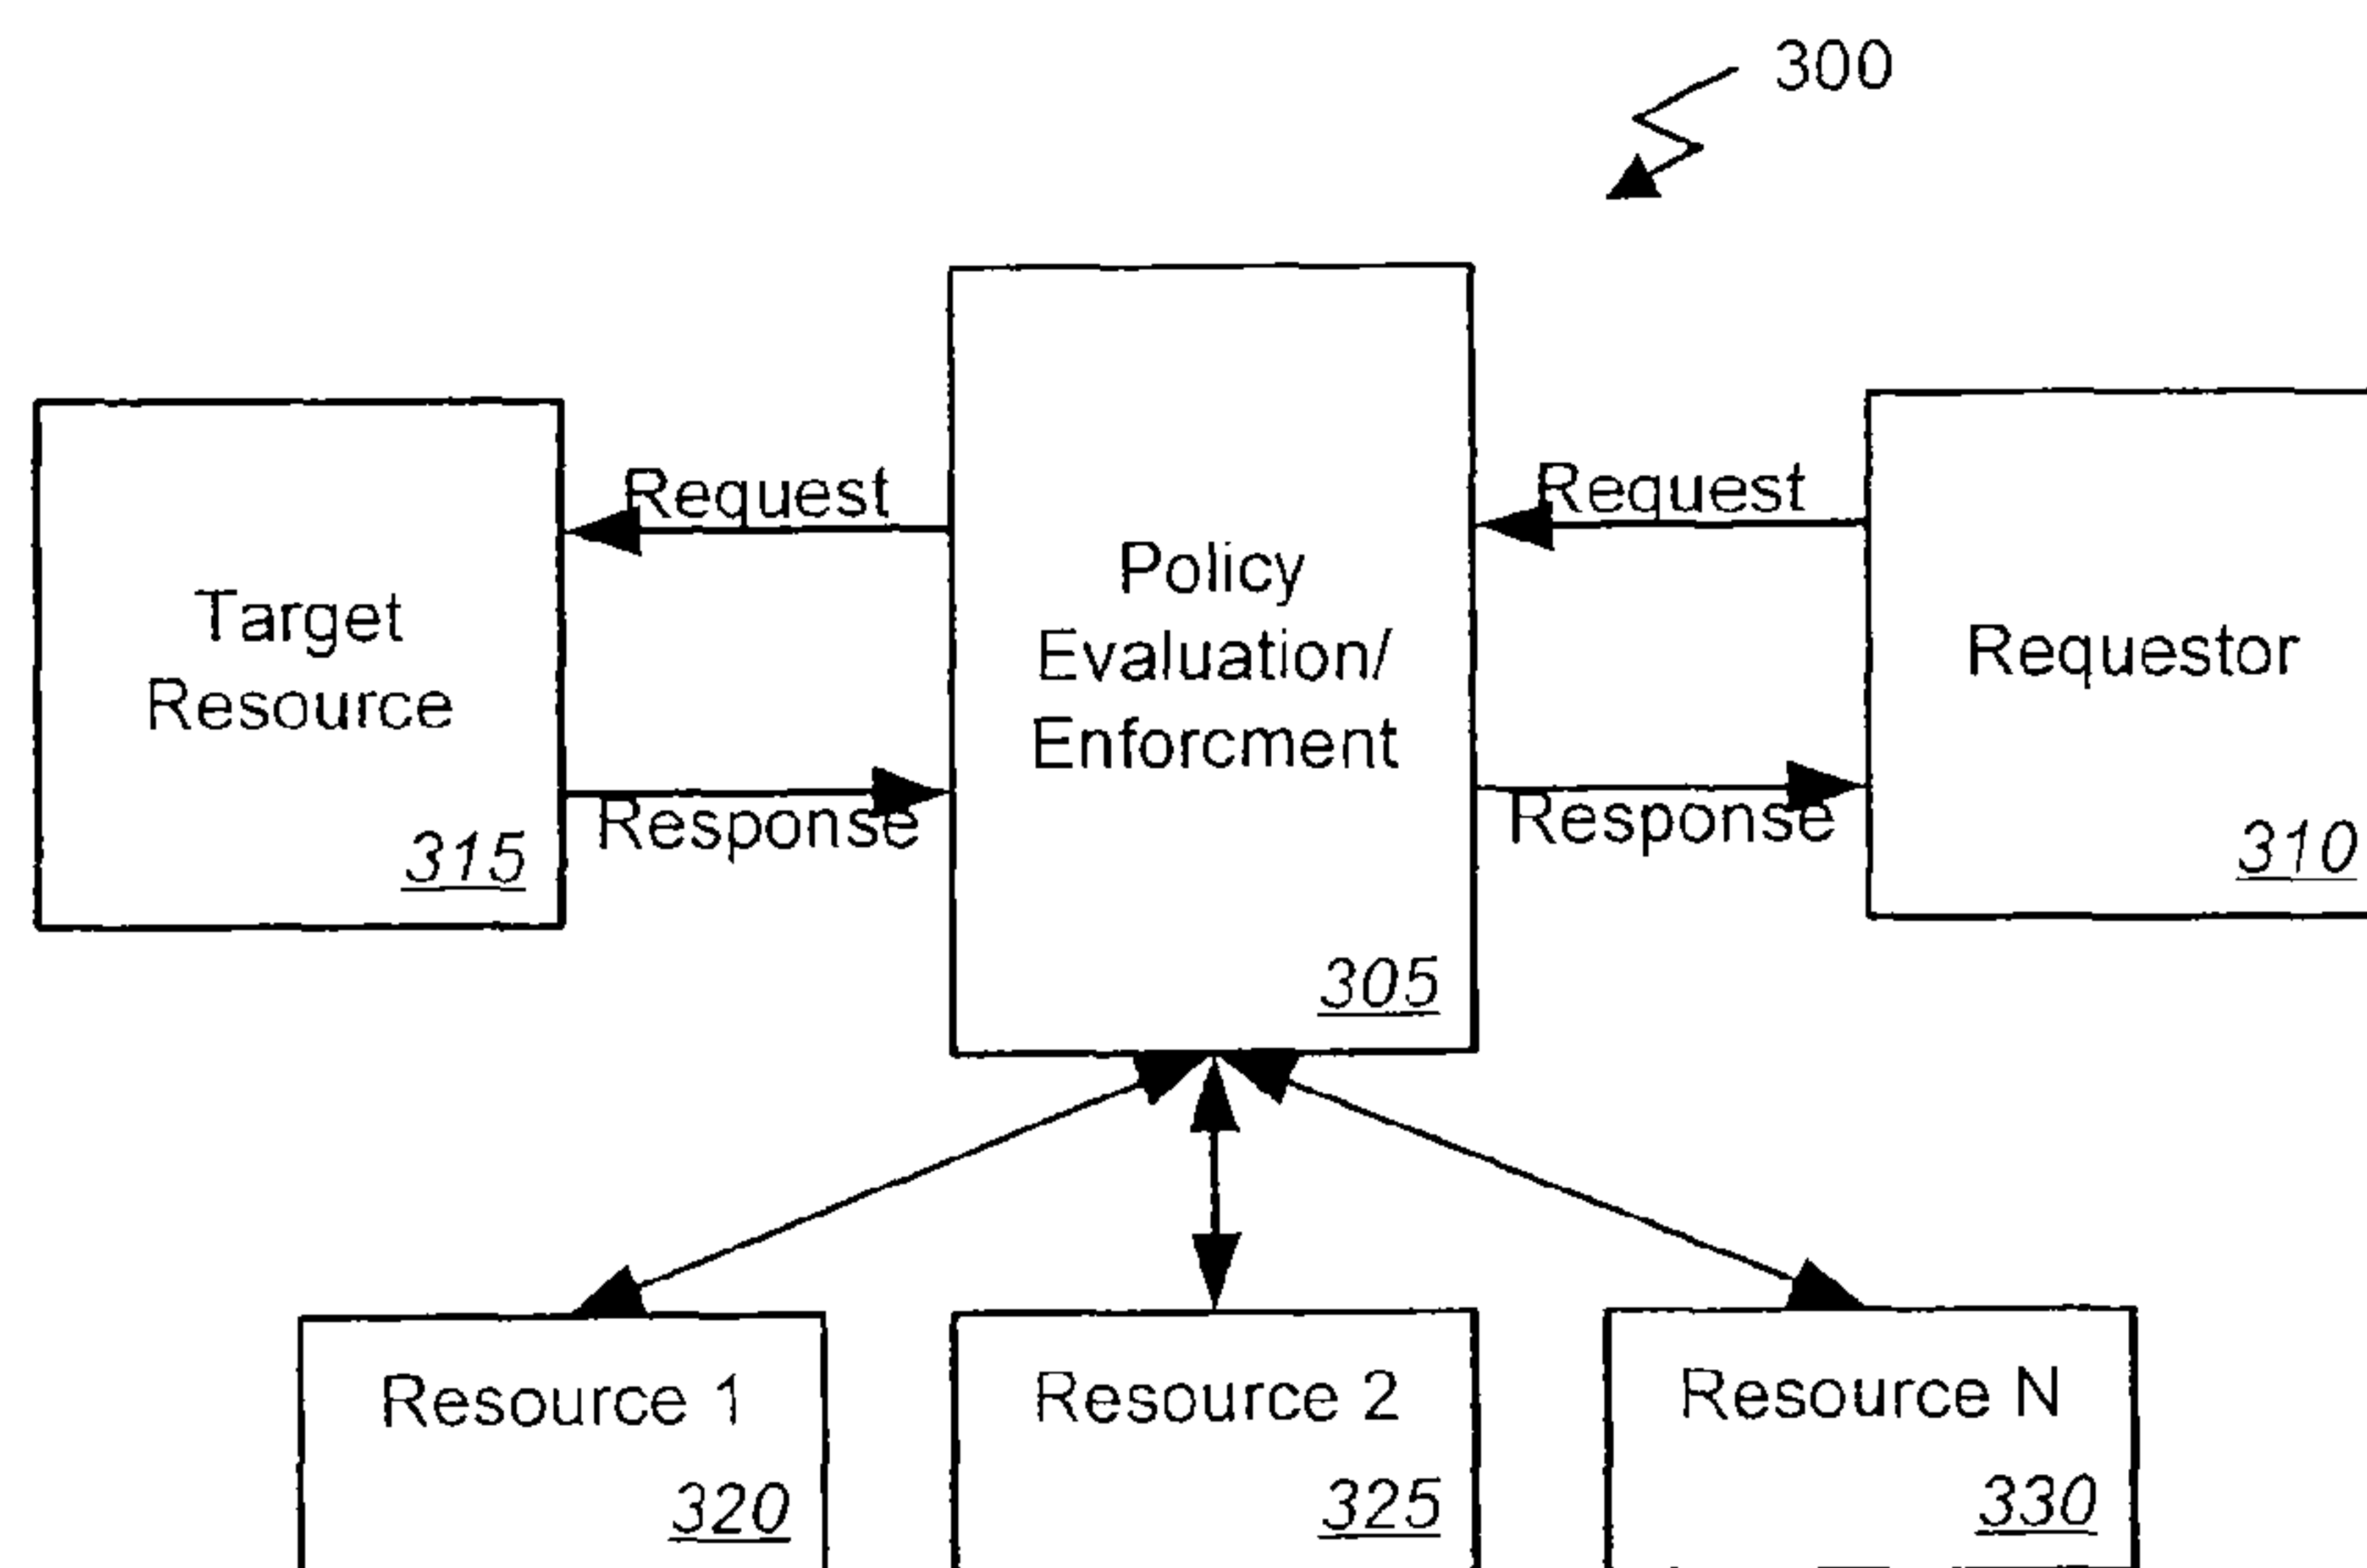 300
Request
Request
Target
Resource
315
Policy
Evaluation/
Enforcment
305
Requestor
310
Response
Response
Resource 1
320
Resource 2
325
Resource N
330